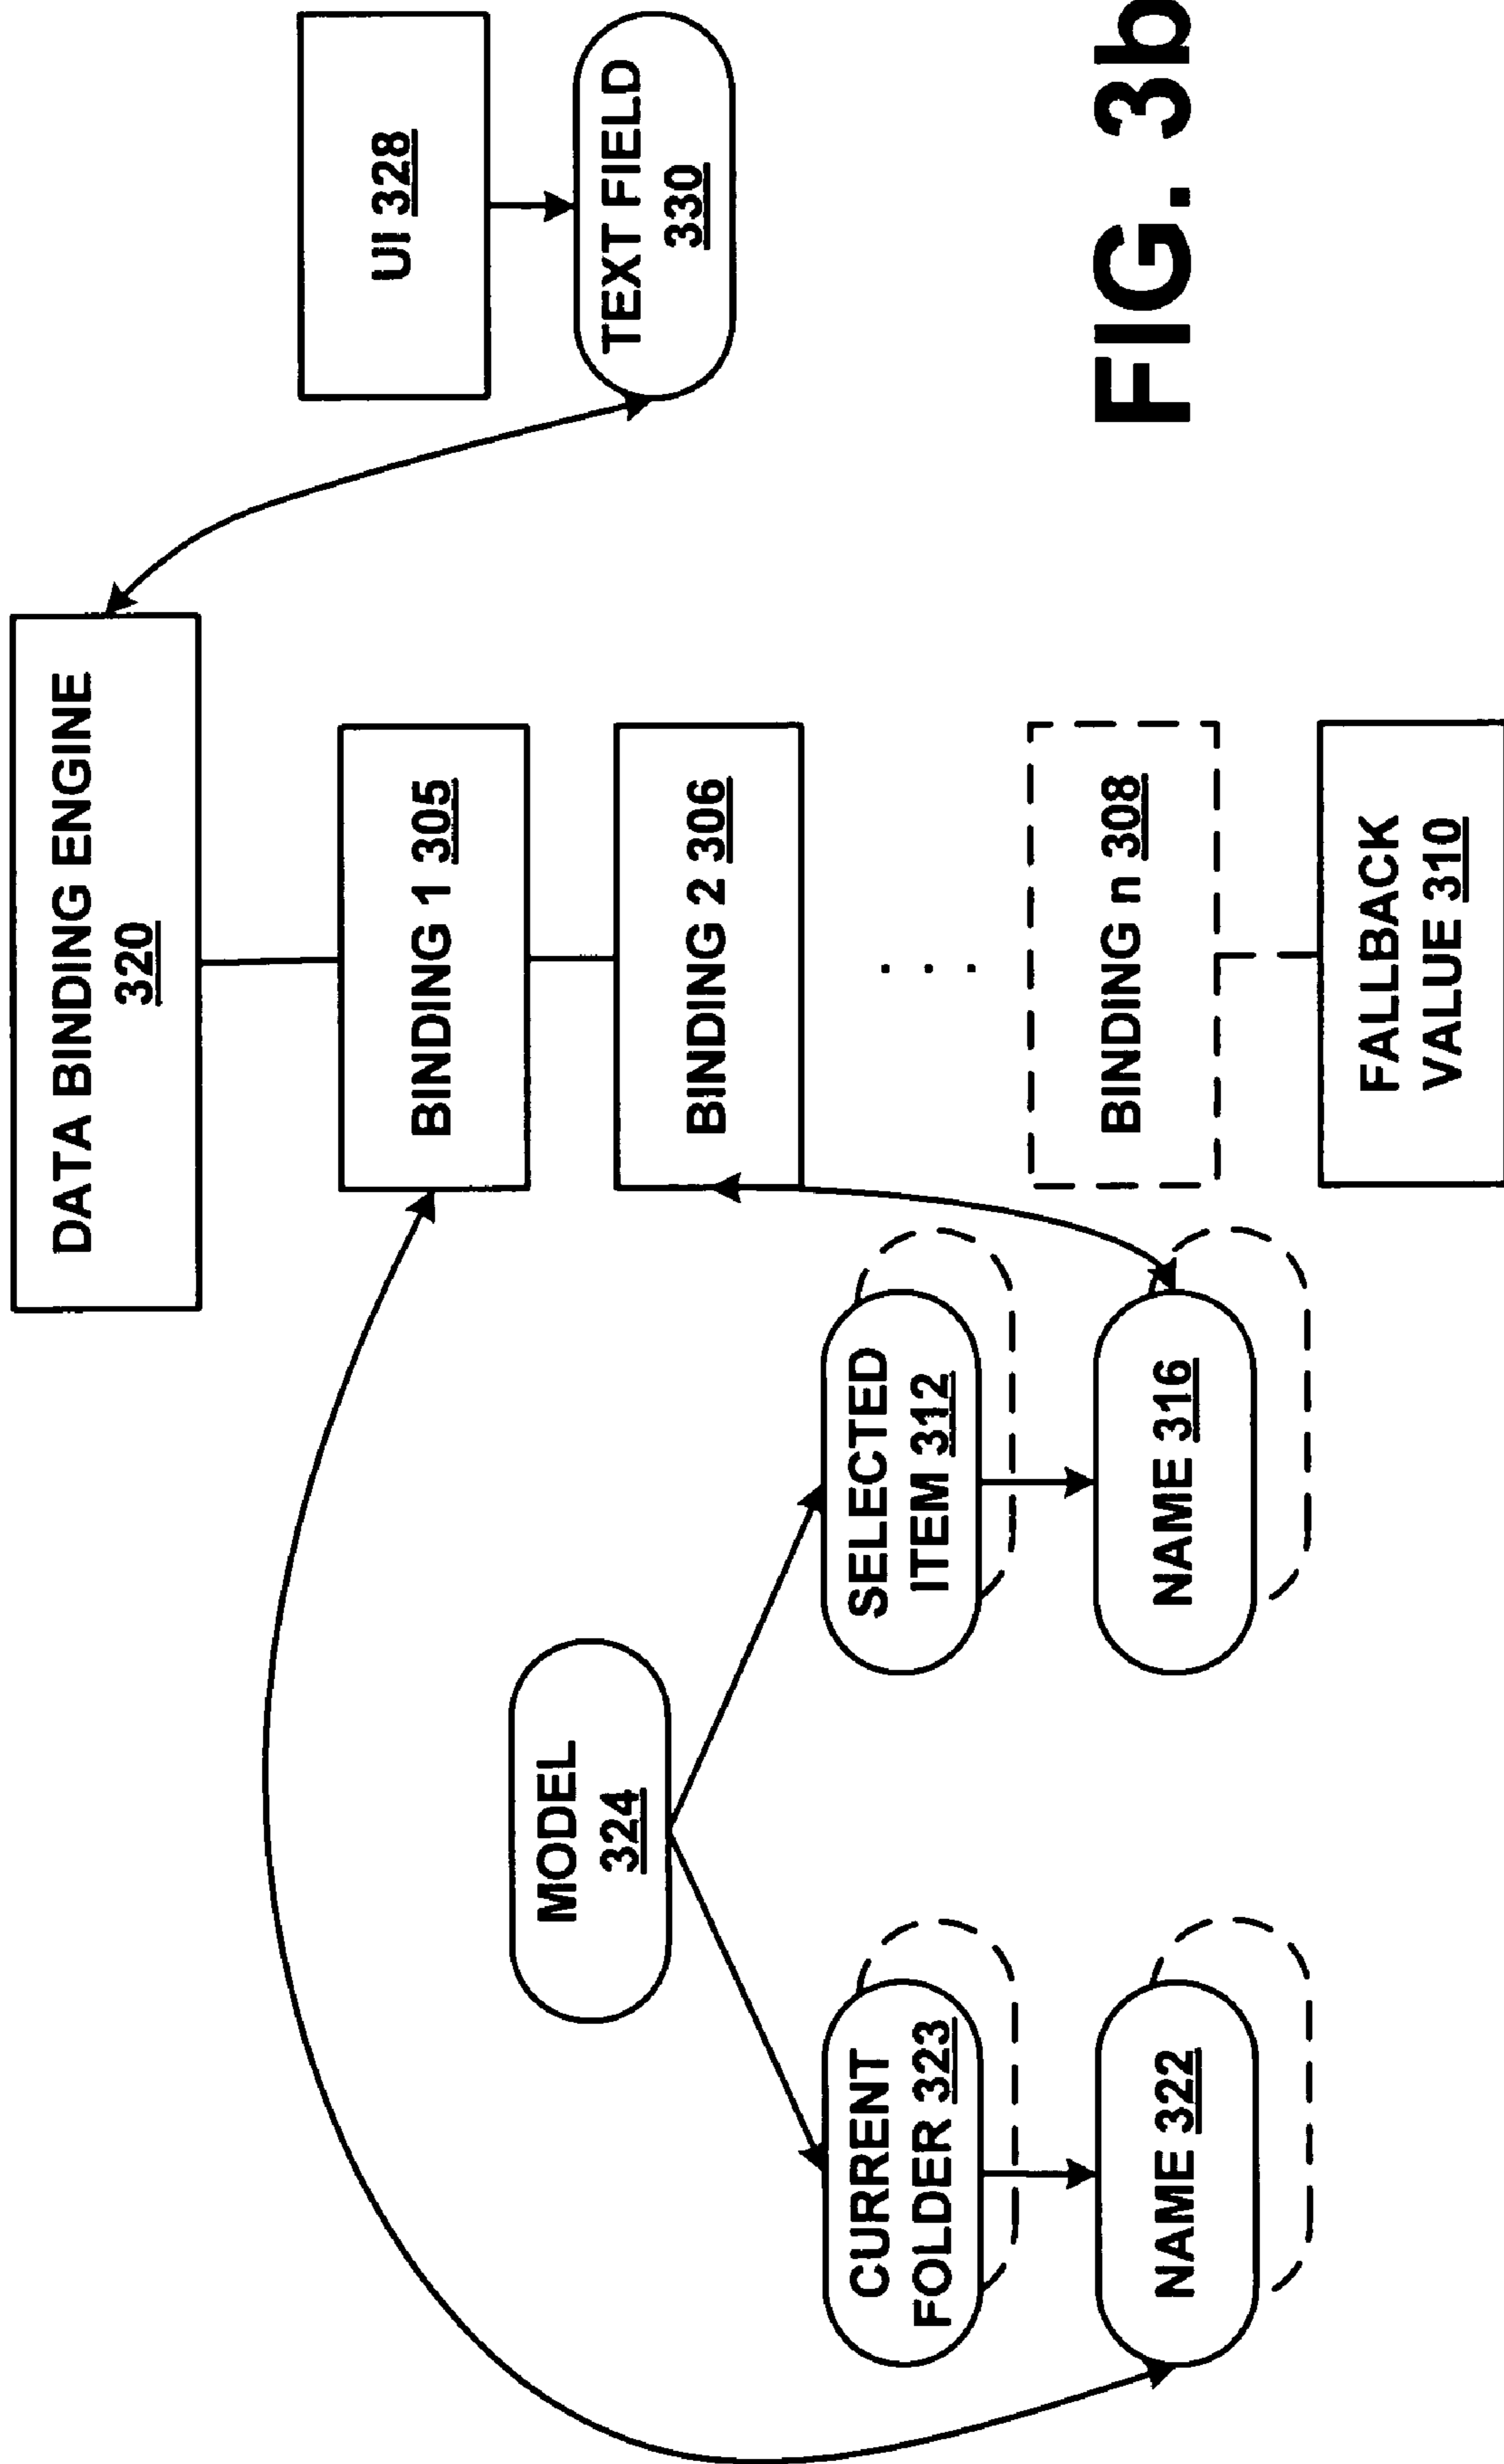 DATA BINDING ENGINE
320
UI 328
BINDING 1 305
MODEL
324
TEXT FIELD
330
BINDING 2 306
CURRENT
FOLDER 323
SELECTED
ITEM 312
. . .
NAME 322
NAME 316
BINDING n 308
FALLBACK
VALUE 310
FIG. 3b